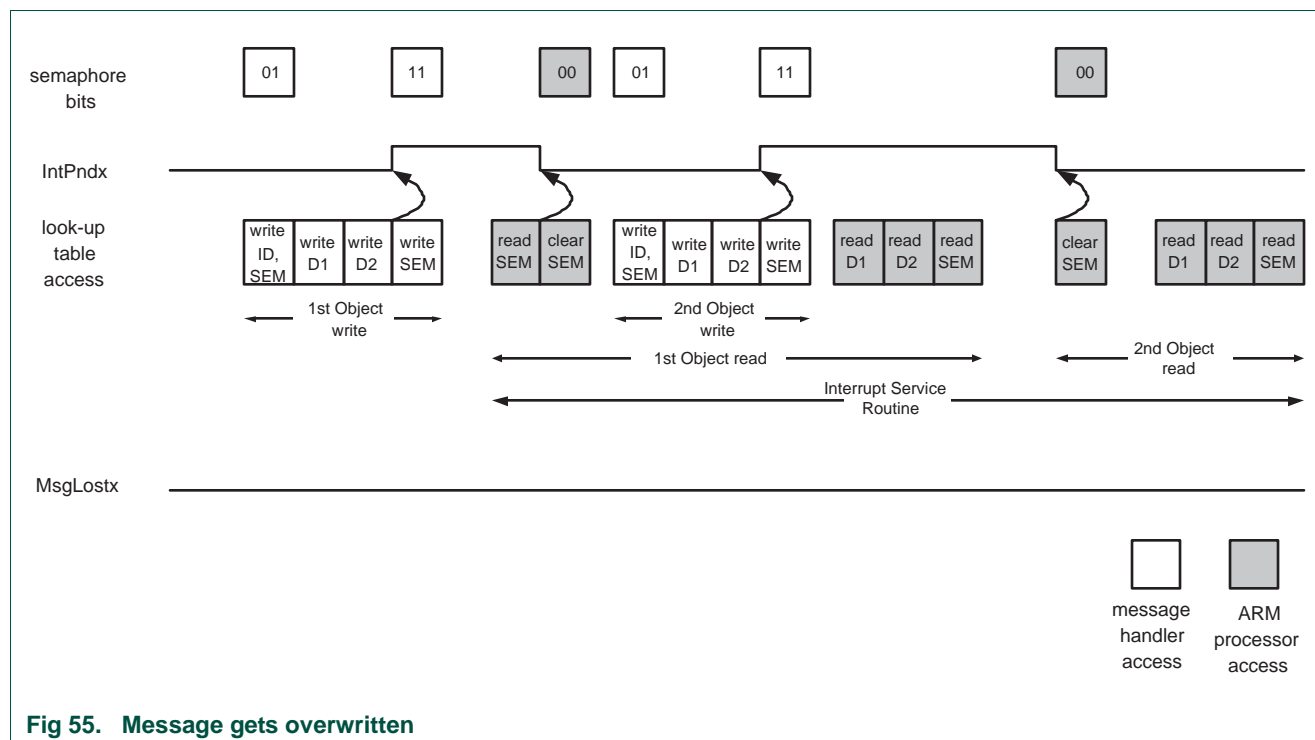 semaphore
bits
01
11
00
01
11
00
IntPndx
look-up
table
access
write
ID,
SEM
write
D1
write
D2
write
SEM
read
SEM
clear
SEM
write
ID,
SEM
write
D1
write
D2
write
SEM
read
D1
read
D2
read
SEM
clear
SEM
read
D1
read
D2
read
SEM
1st Object
write
2nd Object
write
1st Object read
2nd Object
read
Interrupt Service
Routine
MsgLostx
message
handler
access
ARM
processor
access
Fig 55. Message gets overwritten